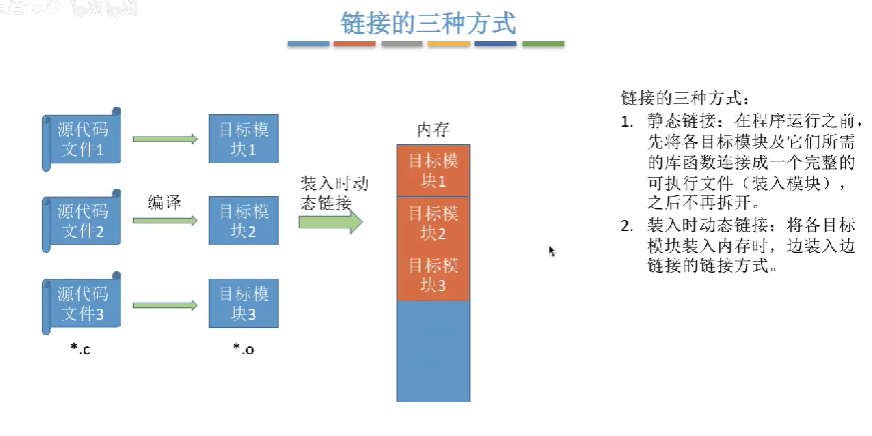 链接的三种方式
源代码
文件1
目标模
块1
源代码
文件2
编译
目标模
块2
源代码
文件3
目标模
块3
*.c
*.o
装入时动
态链接
内存
目标模
块1
目标模
块2
目标模
块3
链接的三种方式：
1. 静态链接：在程序运行之前，
先将各目标模块及它们所需
的库函数连接成一个完整的
可执行文件（装入模块），
之后不再拆开。
2. 装入时动态链接：将各目标
模块装入内存时，边装入边
链接的链接方式。